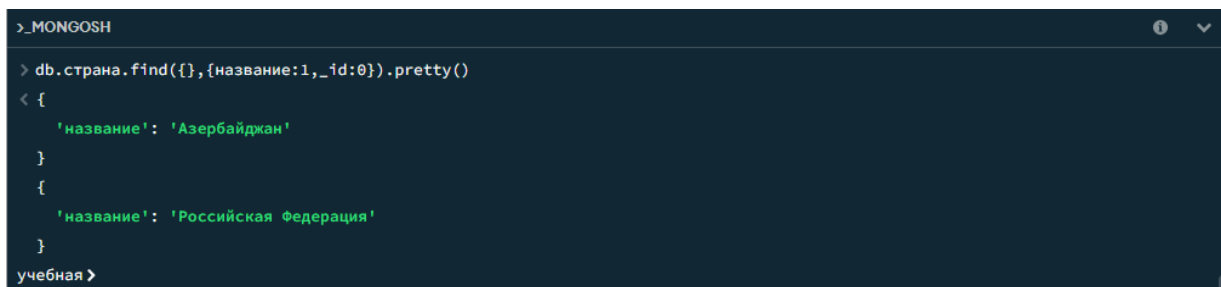 >_MONGOSH
> db.страна.find({},{название:1,_id:0}).pretty()
< {
'название': 'Азербайджан'
}
{
'название': 'Российская Федерация'
}
учебная>